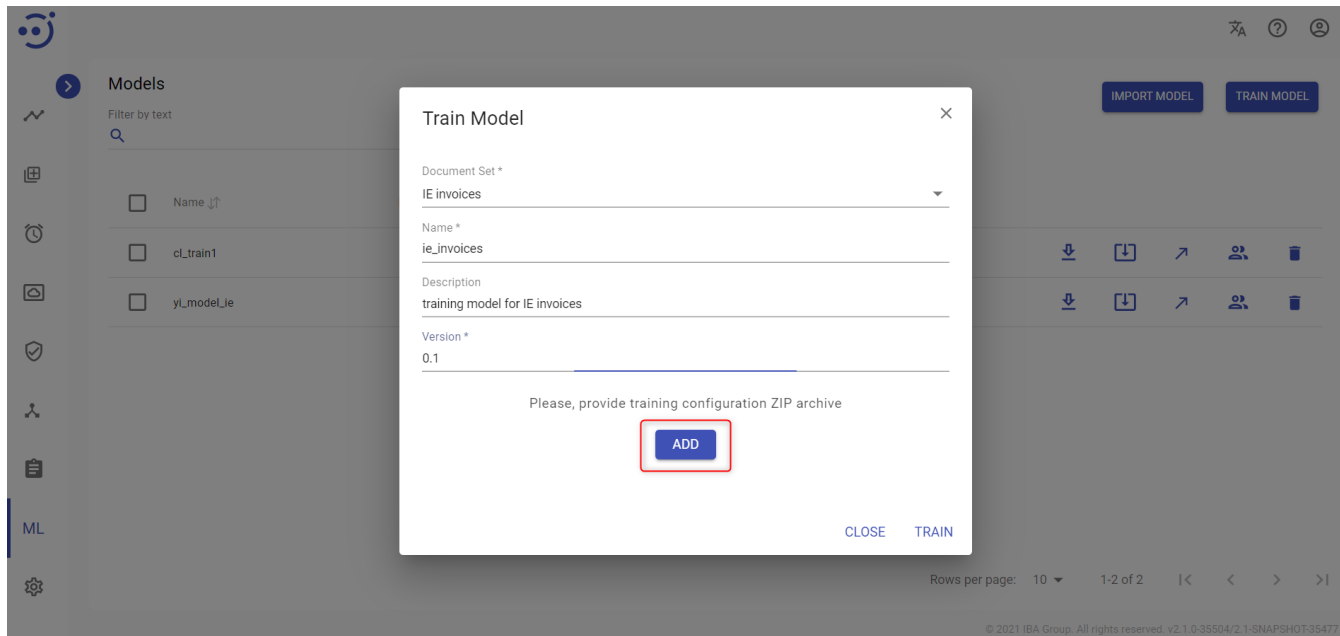 Models
Filter by text
IMPORT MODEL
TRAIN MODEL
Name
cl_train1
yi_model_ie
ML
Train Model
Document Set *
IE invoices
Name *
ie_invoices
Description
training model for IE invoices
Version *
0.1
Please, provide training configuration ZIP archive
ADD
CLOSE TRAIN
Rows per page: 10 1-2 of 2
© 2021 IBA Group. All rights reserved. v2.1.0-35504/2.1-SNAPSHOT-35477